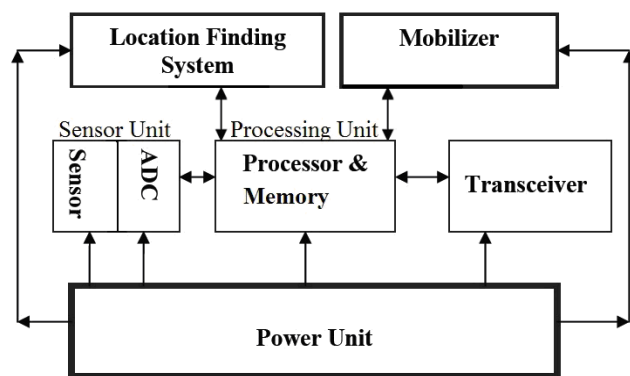 Location Finding
System
Mobilizer
Sensor Unit
Processing Unit
Sensor
ADC
Processor &
Memory
Transceiver
Power Unit